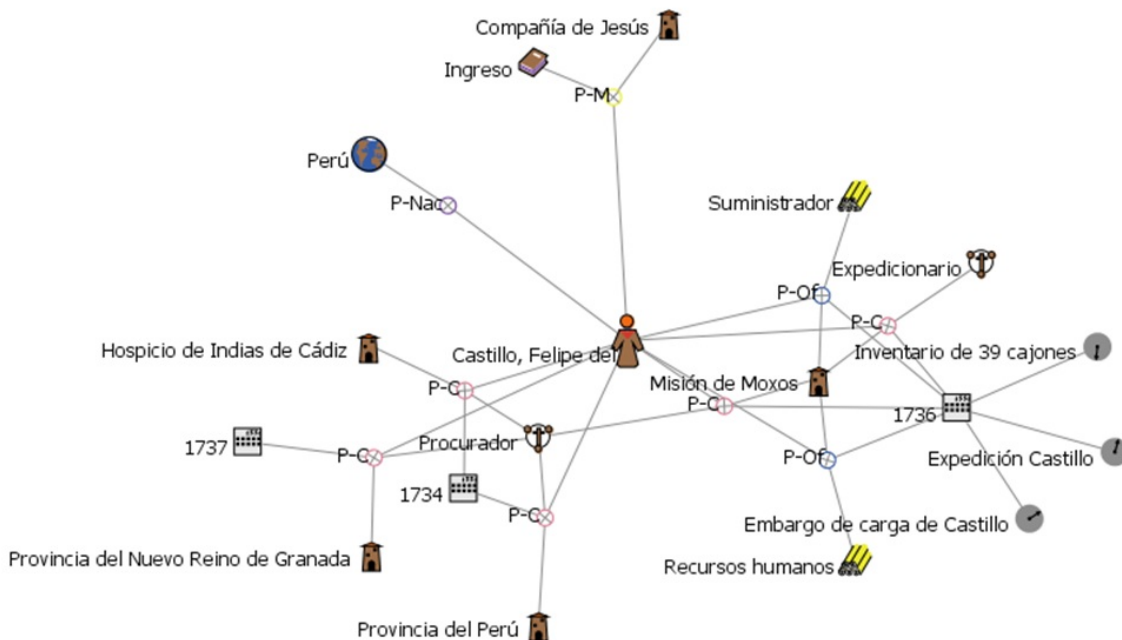 Compañía de Jesús
Ingreso
P-M
Perú
P-Nac
Suministrador
Expedicionario
P-Of
P-C
Hospicio de Indias de Cádiz
Castillo, Felipe del
Inventario de 39 cajones
Misión de Moxos
P-C
P-C
1736
1737
P-C
Procurador
P-Of
Expedición Castillo
1734
P-C
Embargo de carga de Castillo
Provincia del Nuevo Reino de Granada
Recursos humanos
Provincia del Perú